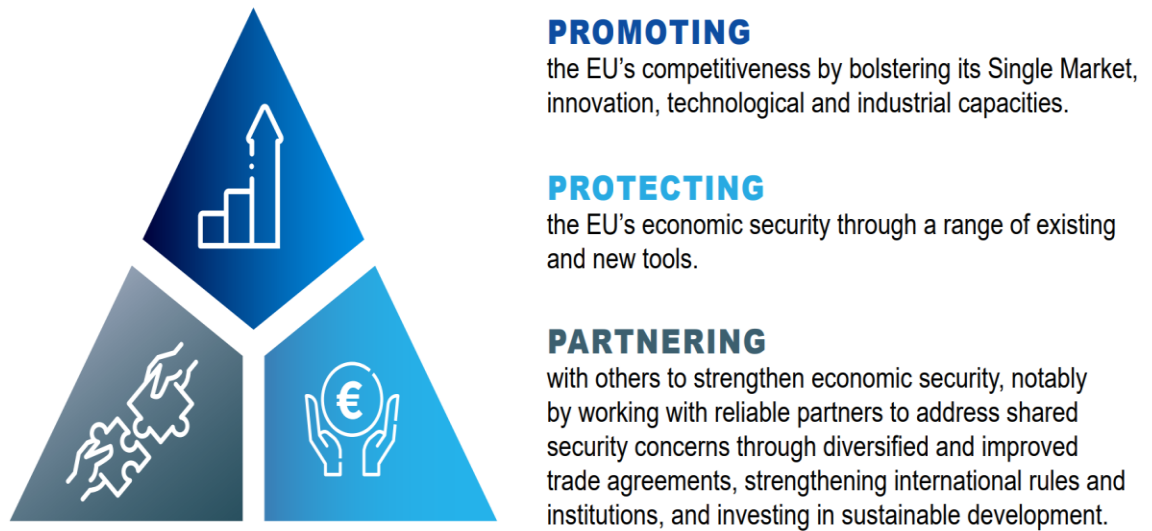 PROMOTING
the EU's competitiveness by bolstering its Single Market,
innovation, technological and industrial capacities.
PROTECTING
the EU's economic security through a range of existing
and new tools.
PARTNERING
with others to strengthen economic security, notably
by working with reliable partners to address shared
security concerns through diversified and improved
trade agreements, strengthening international rules and
institutions, and investing in sustainable development.
€